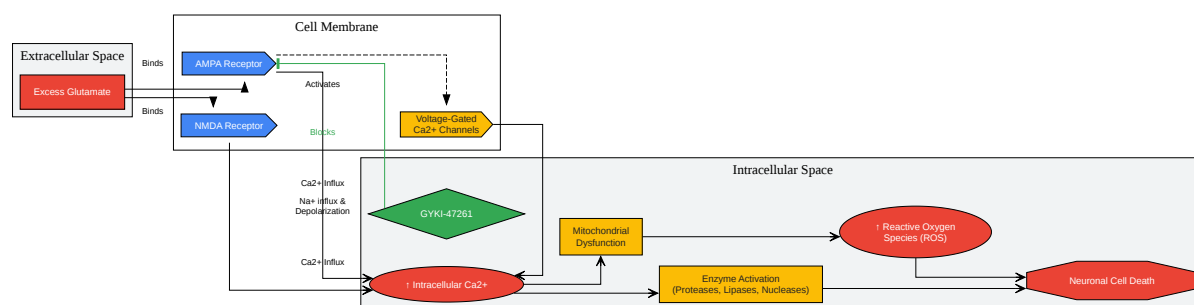 Cell Membrane
Extracellular Space
Excess Glutamate
Binds
Binds
AMPA Receptor
NMDA Receptor
Activates
Blocks
Voltage-Gated
Ca2+ Channels
Intracellular Space
Ca2+ Influx
Na+ influx &
Depolarization
Ca2+ Influx
GYKI-47261
↑ Intracellular Ca2+
Mitochondrial
Dysfunction
Enzyme Activation
(Proteases, Lipases, Nucleases)
↑ Reactive Oxygen
Species (ROS)
Neuronal Cell Death